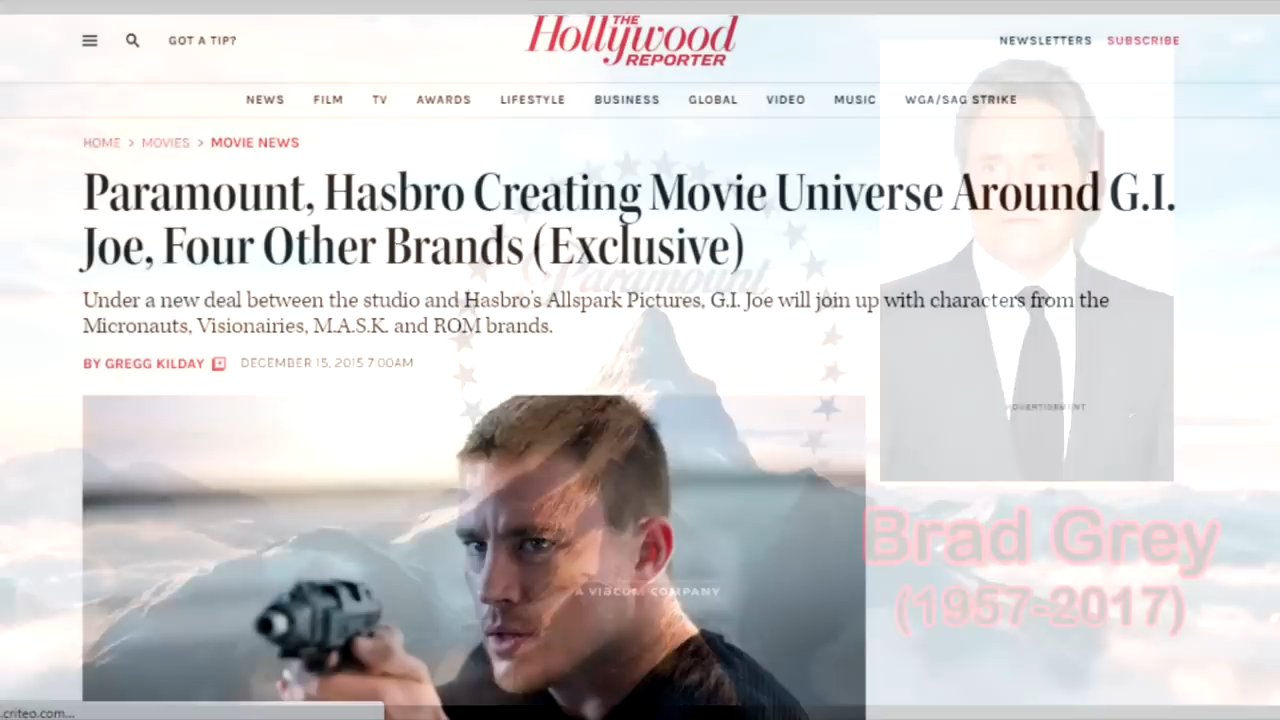 THE
Hollywood
REPORTER
GOT A TIP?
NEWSLETTERS SUBSCRIBE
NEWS FILM TV AWARDS LIFESTYLE BUSINESS GLOBAL VIDEO MUSIC WGA/SAG STRIKE
HOME > MOVIES > MOVIE NEWS
Paramount, Hasbro Creating Movie Universe Around G.I.
Joe, Four Other Brands (Exclusive)
Paramount
Under a new deal between the studio and Hasbro's Allspark Pictures, G.I. Joe will join up with characters from the
Micronauts, Visionairies, M.A.S.K. and ROM brands.
BY GREGG KILDAY DECEMBER 15, 2015 7:00AM
ADVERTISEMENT
A VIACOM COMPANY
Brad Grey
(1957-2017)
.criteo.com...